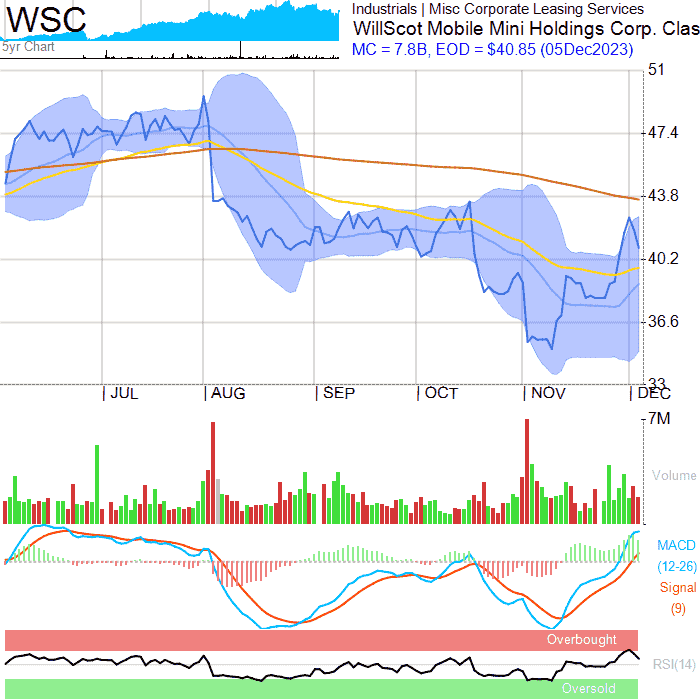 WSC
5yr Chart
Industrials | Misc Corporate Leasing Services
WillScot Mobile Mini Holdings Corp. Clas
MC = 7.8B, EOD = $40.85 (05Dec2023)
51
47.4
43.8
40.2
36.6
33
JUL
AUG
SEP
OCT
NOV
DEC
7M
Volume
MACD
(12-26)
Signal
(9)
Overbought
RSI(14)
Oversold